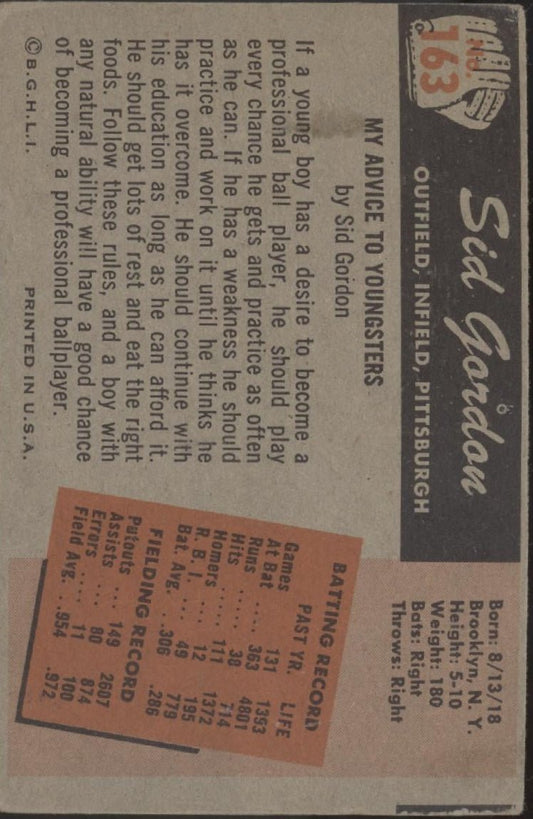 NO.
163
Sid Gordon
OUTFIELD, INFIELD, PITTSBURGH
Born: 8/13/18
Brooklyn, N. Y.
Height: 5-10
Weight: 180
Bats: Right
Throws: Right
MY ADVICE TO YOUNGSTERS
by Sid Gordon
If a young boy has a desire to become a
professional ball player, he should play
every chance he gets and practice as often
as he can. If he has a weakness he should
practice and work on it until he thinks he
has it overcome. He should continue with
his education as long as he can afford it.
He should get lots of rest and eat the right
foods. Follow these rules, and a boy with
any natural ability will have a good chance
of becoming a professional ballplayer.
© B.G.H.L.I. PRINTED IN U.S.A.
BATTING RECORD
PAST YR. LIFE
Games 131 1393
At Bat 363 4801
Runs .... 38 714
Hits .... 111 1372
Homers .... 12 195
R. B. I. .... 49 779
Bat. Avg. .306 .286
FIELDING RECORD
Putouts .... 149 2607
Assists .... 80 874
Errors .... 11 100
Field Avg. .954 .972